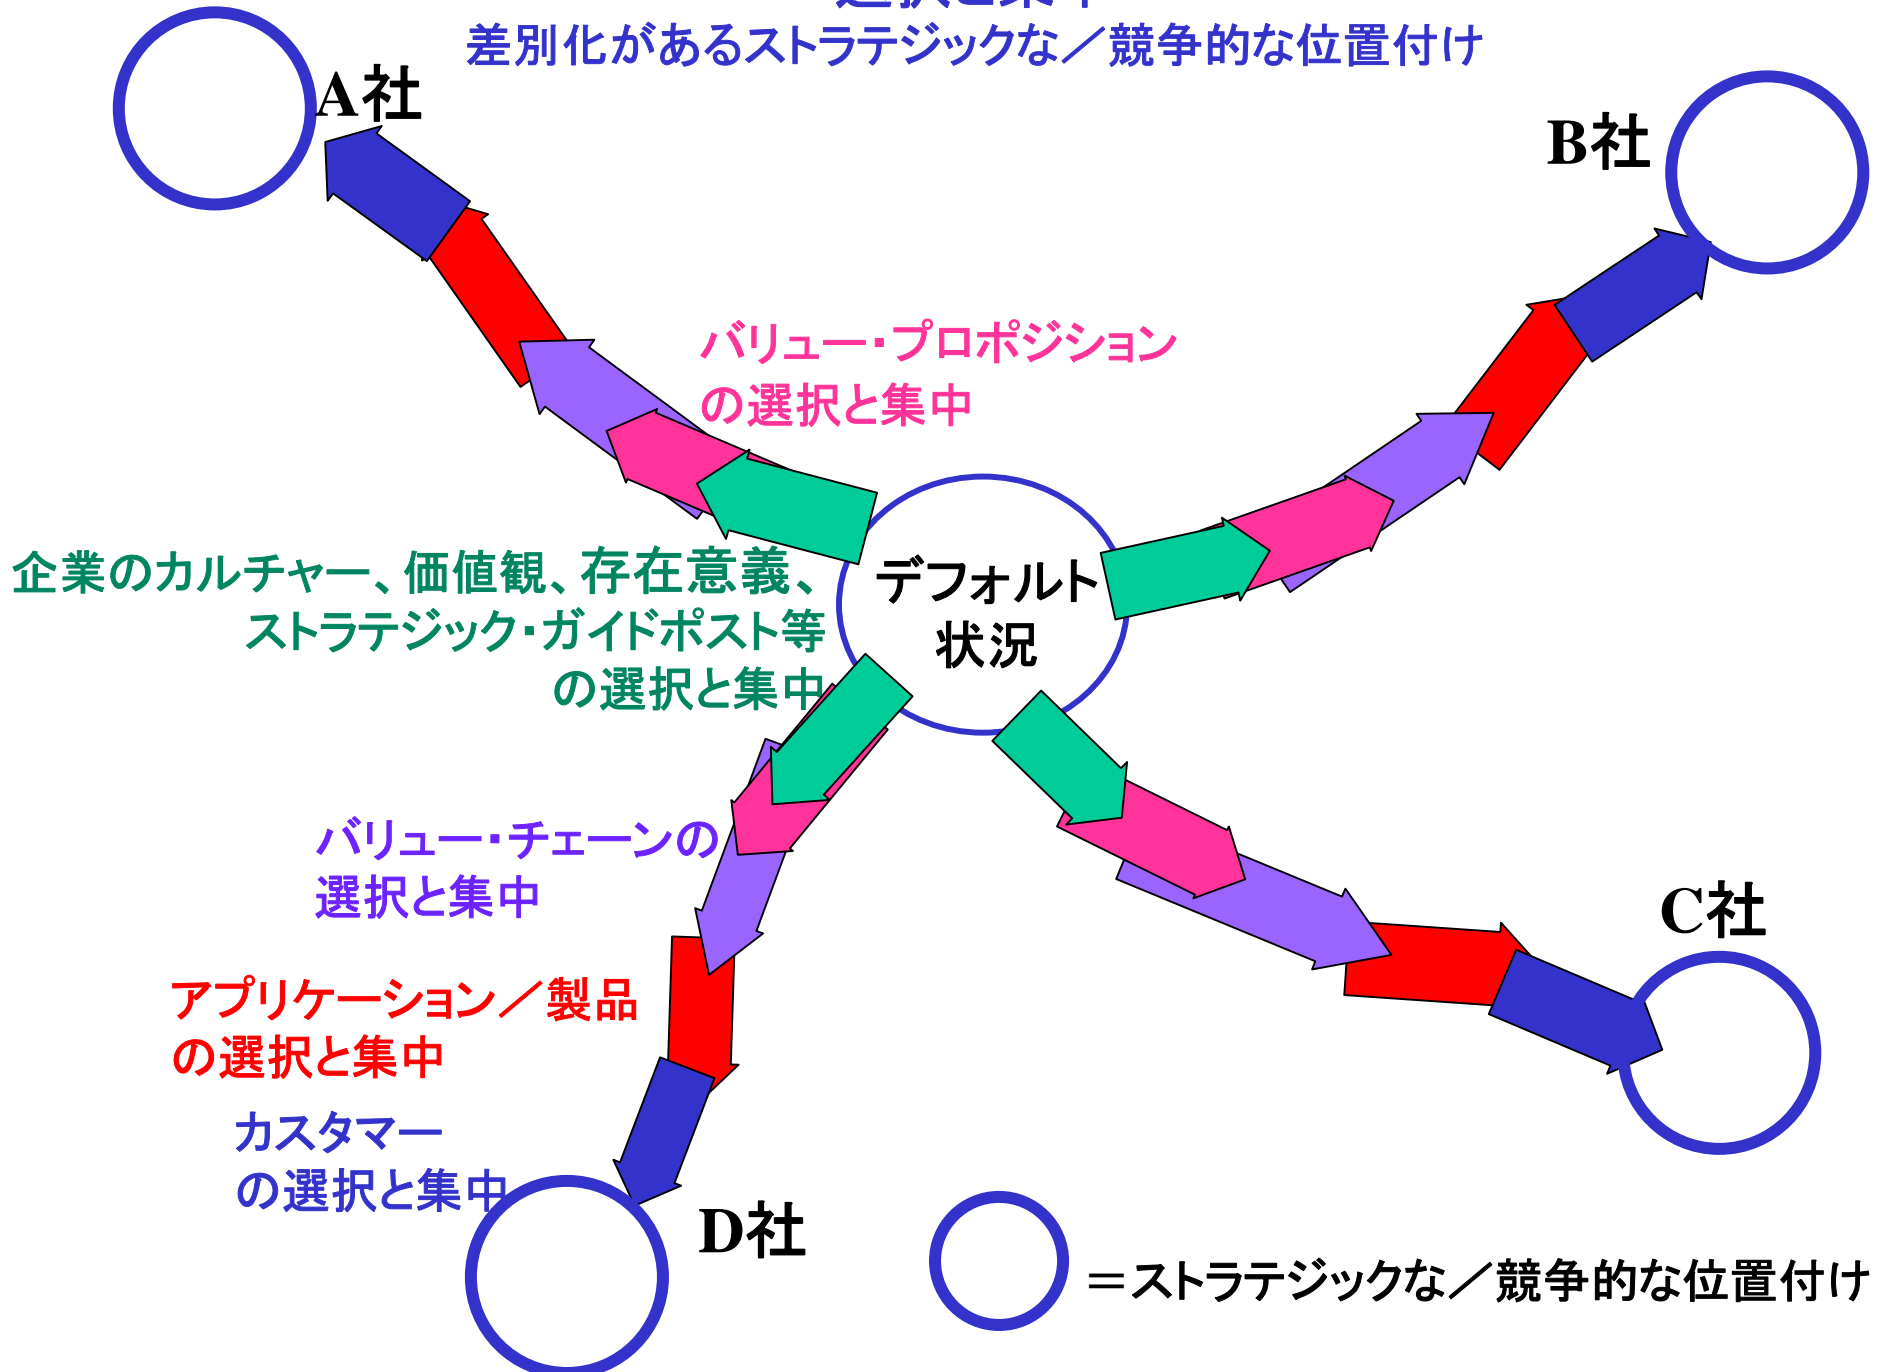 選択と集中
差別化があるストラテジックな／競争的な位置付け
A社
B社
バリュー・プロポジション
の選択と集中
企業のカルチャー、価値観、存在意義、
ストラテジック・ガイドポスト等
の選択と集中
デフォルト
状況
バリュー・チェーンの
選択と集中
C社
アプリケーション／製品
の選択と集中
カスタマー
の選択と集中
D社
＝ストラテジックな／競争的な位置付け